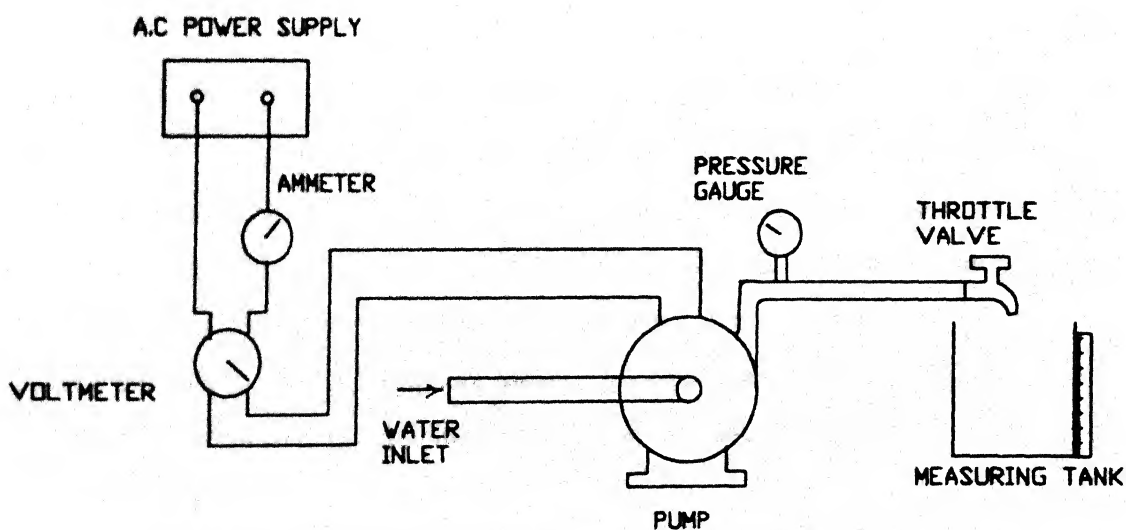 A.C POWER SUPPLY
AMMETER
PRESSURE
GAUGE
THROTTLE
VALVE
VOLTMETER
WATER
INLET
MEASURING TANK
PUMP